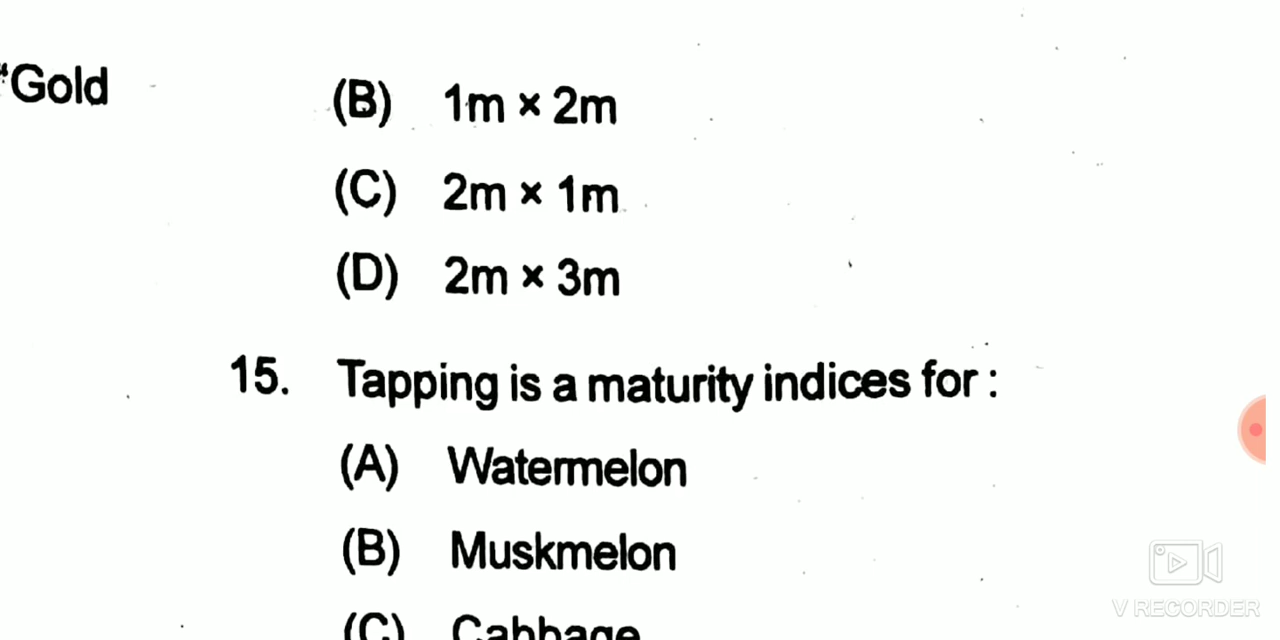 “Gold
(B) 1m × 2m
(C) 2m × 1m
(D) 2m × 3m
15. Tapping is a maturity indices for :
(A) Watermelon
(B) Muskmelon
(C) Cabbage
V RECORDER